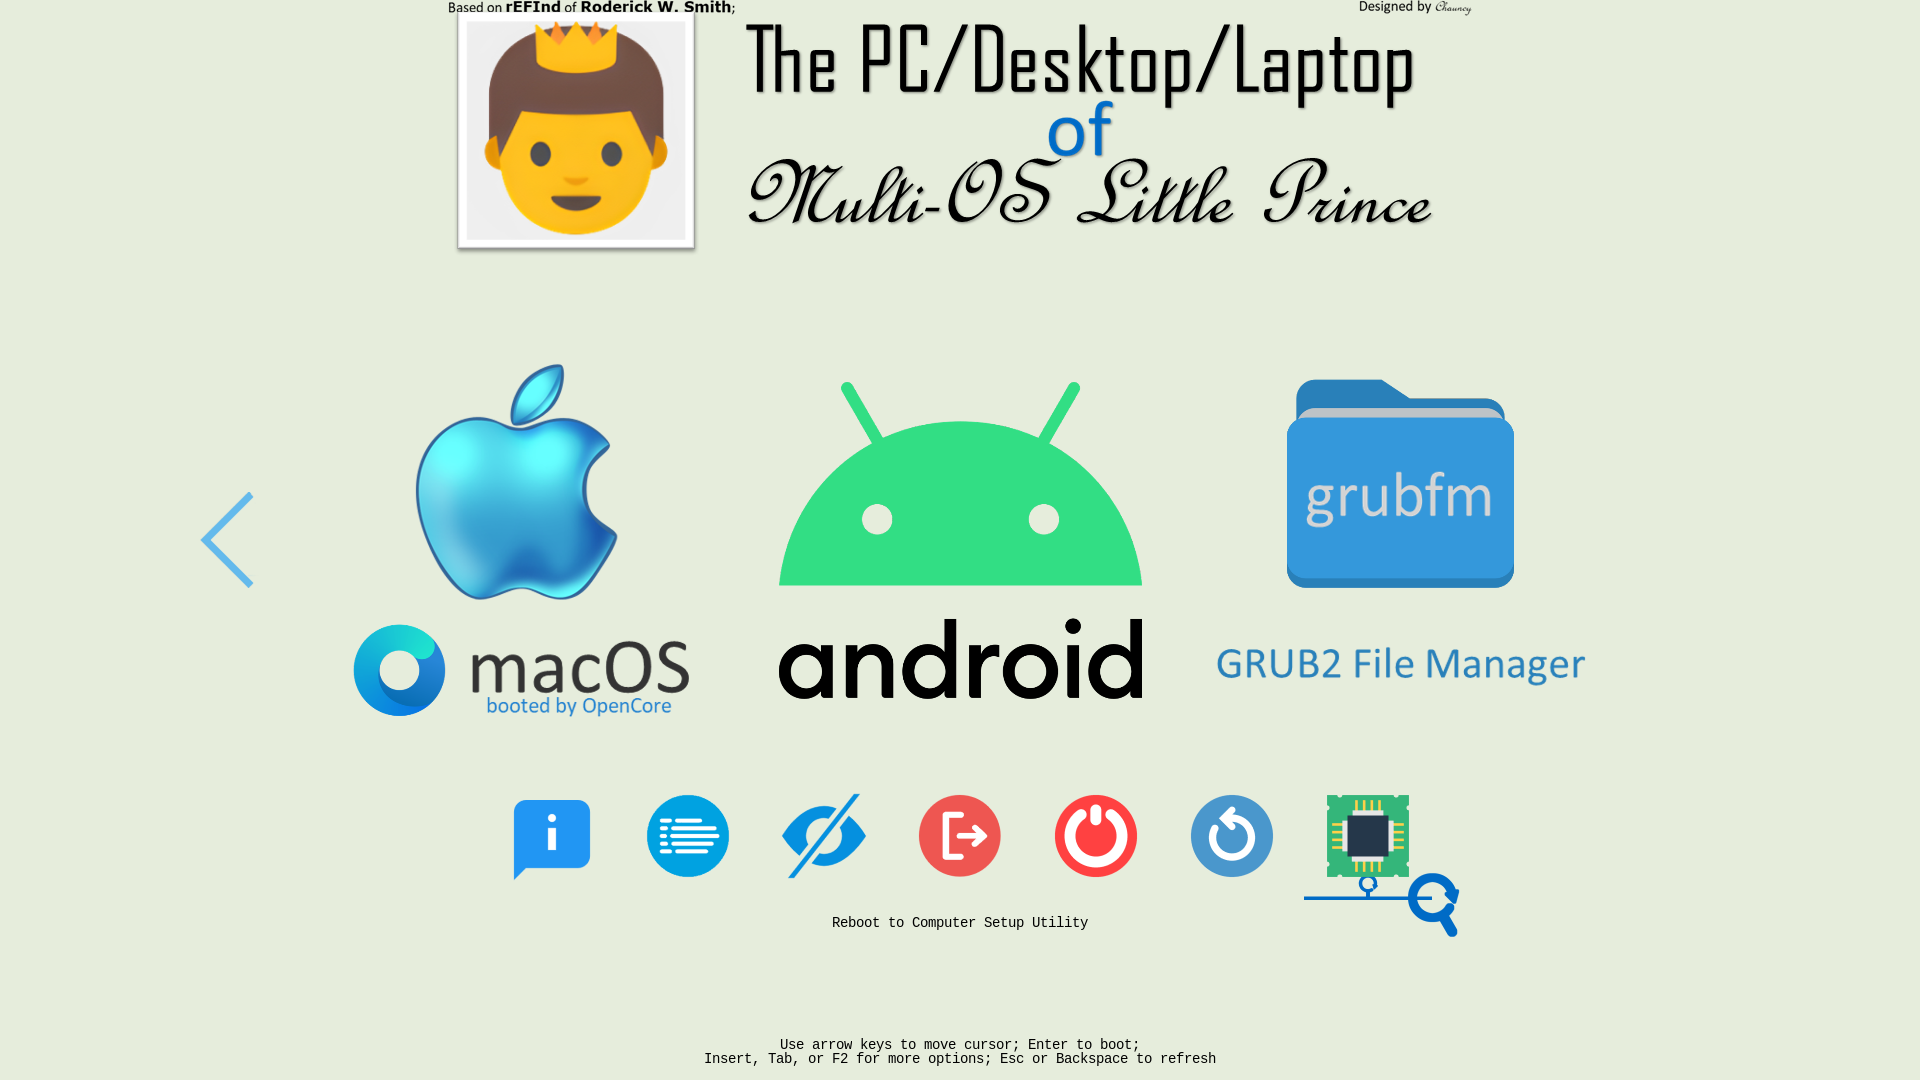 Based on rEFInd of Roderick W. Smith;
Designed by Chauncy
The PC/Desktop/Laptop
of
Multi-OS Little Prince
grubfm
macOS
booted by OpenCore
android
GRUB2 File Manager
i
Reboot to Computer Setup Utility
Use arrow keys to move cursor; Enter to boot;
Insert, Tab, or F2 for more options; Esc or Backspace to refresh